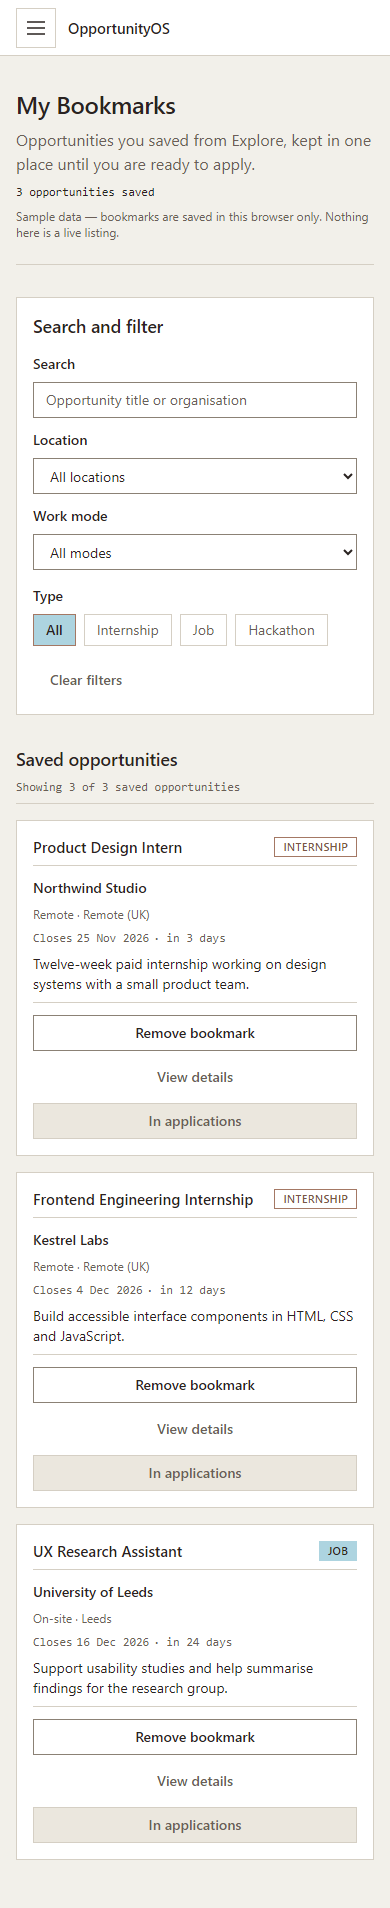 OpportunityOS
My Bookmarks
Opportunities you saved from Explore, kept in one
place until you are ready to apply.
3 opportunities saved
Sample data — bookmarks are saved in this browser only. Nothing
here is a live listing.
Search and filter
Search
Opportunity title or organisation
Location
All locations
Work mode
All modes
Type
All Internship Job Hackathon
Clear filters
Saved opportunities
Showing 3 of 3 saved opportunities
Product Design Intern INTERNSHIP
Northwind Studio
Remote · Remote (UK)
Closes 25 Nov 2026 · in 3 days
Twelve-week paid internship working on design
systems with a small product team.
Remove bookmark
View details
In applications
Frontend Engineering Internship INTERNSHIP
Kestrel Labs
Remote · Remote (UK)
Closes 4 Dec 2026 · in 12 days
Build accessible interface components in HTML, CSS
and JavaScript.
Remove bookmark
View details
In applications
UX Research Assistant JOB
University of Leeds
On-site · Leeds
Closes 16 Dec 2026 · in 24 days
Support usability studies and help summarise
findings for the research group.
Remove bookmark
View details
In applications